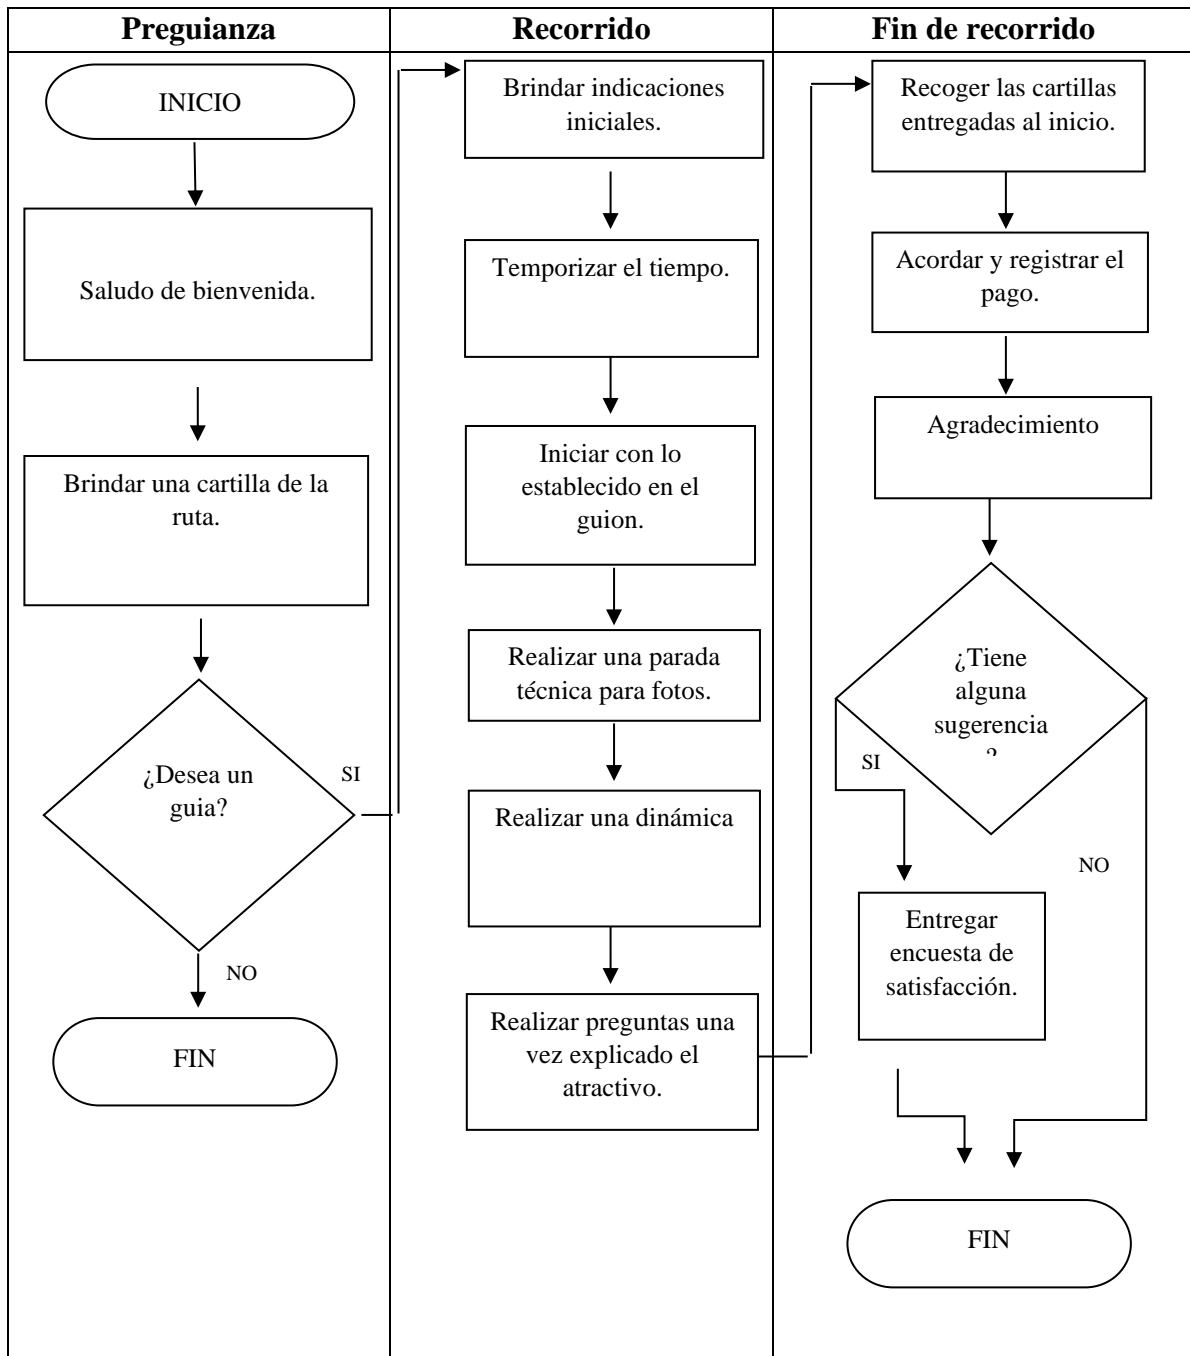 Preguianza
Recorrido
Fin de recorrido
INICIO
Saludo de bienvenida.
Brindar una cartilla de la
ruta.
¿Desea un
guia?
SI
NO
FIN
Brindar indicaciones
iniciales.
Temporizar el tiempo.
Iniciar con lo
establecido en el
guion.
Realizar una parada
técnica para fotos.
Realizar una dinámica
Realizar preguntas una
vez explicado el
atractivo.
Recoger las cartillas
entregadas al inicio.
Acordar y registrar el
pago.
Agradecimiento
¿Tiene
alguna
sugerencia
?
SI
NO
Entregar
encuesta de
satisfacción.
FIN